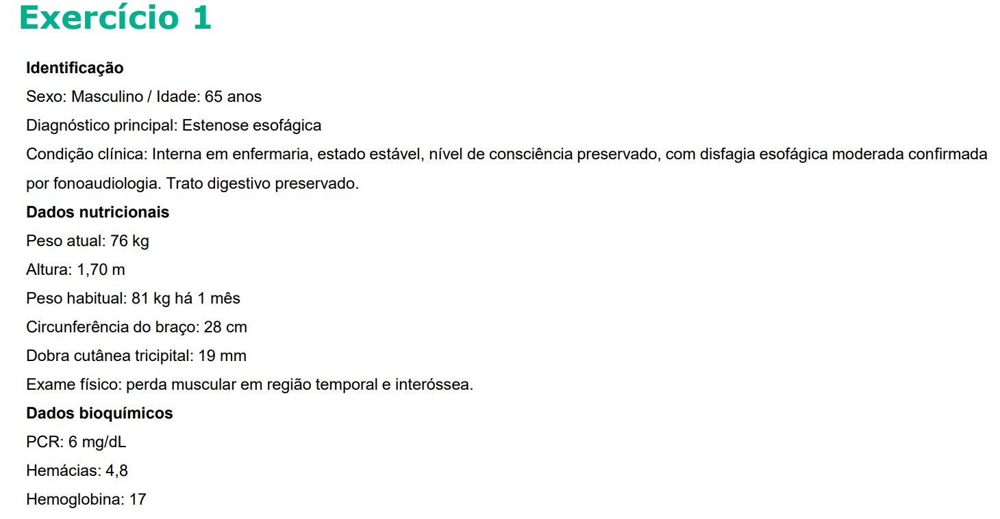 Exercício 1
Identificação
Sexo: Masculino / Idade: 65 anos
Diagnóstico principal: Estenose esofágica
Condição clínica: Interna em enfermaria, estado estável, nível de consciência preservado, com disfagia esofágica moderada confirmada
por fonoaudiologia. Trato digestivo preservado.
Dados nutricionais
Peso atual: 76 kg
Altura: 1,70 m
Peso habitual: 81 kg há 1 mês
Circunferência do braço: 28 cm
Dobra cutânea tricipital: 19 mm
Exame físico: perda muscular em região temporal e interóssea.
Dados bioquímicos
PCR: 6 mg/dL
Hemácias: 4,8
Hemoglobina: 17